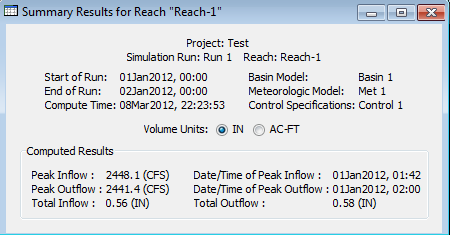 Summary Results for Reach "Reach-1"
Project: Test
Simulation Run: Run 1 Reach: Reach-1
Start of Run: 01Jan2012, 00:00 Basin Model: Basin 1
End of Run: 02Jan2012, 00:00 Meteorologic Model: Met 1
Compute Time: 08Mar2012, 22:23:53 Control Specifications: Control 1
Volume Units: IN AC-FT
Computed Results
Peak Inflow : 2448.1 (CFS) Date/Time of Peak Inflow : 01Jan2012, 01:42
Peak Outflow : 2441.4 (CFS) Date/Time of Peak Outflow : 01Jan2012, 02:00
Total Inflow : 0.56 (IN) Total Outflow : 0.58 (IN)